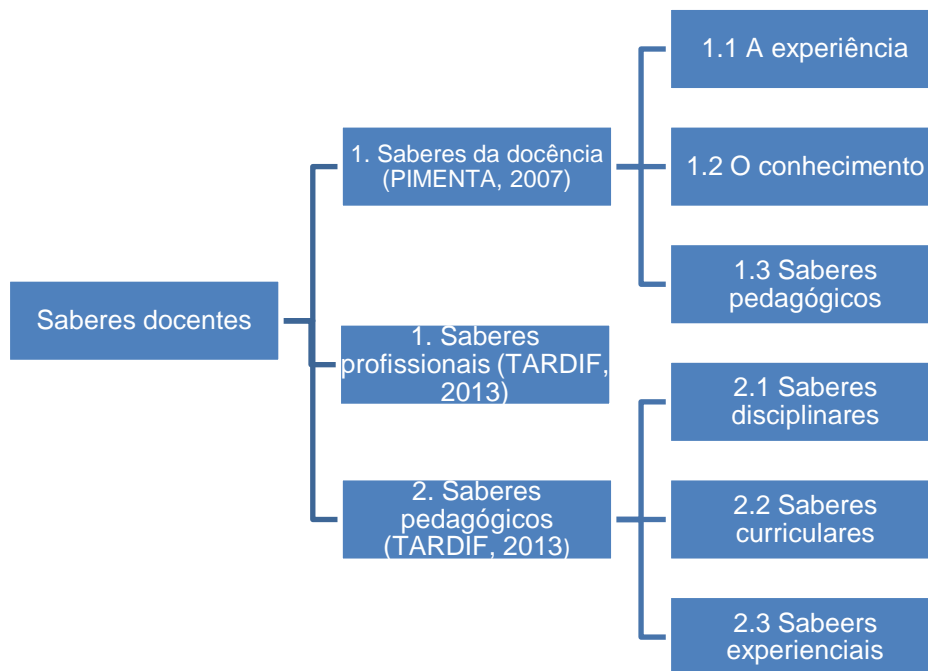 Saberes docentes
1. Saberes da docência
(PIMENTA, 2007)
1.1 A experiência
1.2 O conhecimento
1.3 Saberes
pedagógicos
1. Saberes
profissionais (TARDIF,
2013)
2. Saberes
pedagógicos
(TARDIF, 2013)
2.1 Saberes
disciplinares
2.2 Saberes
curriculares
2.3 Sabeers
experienciais